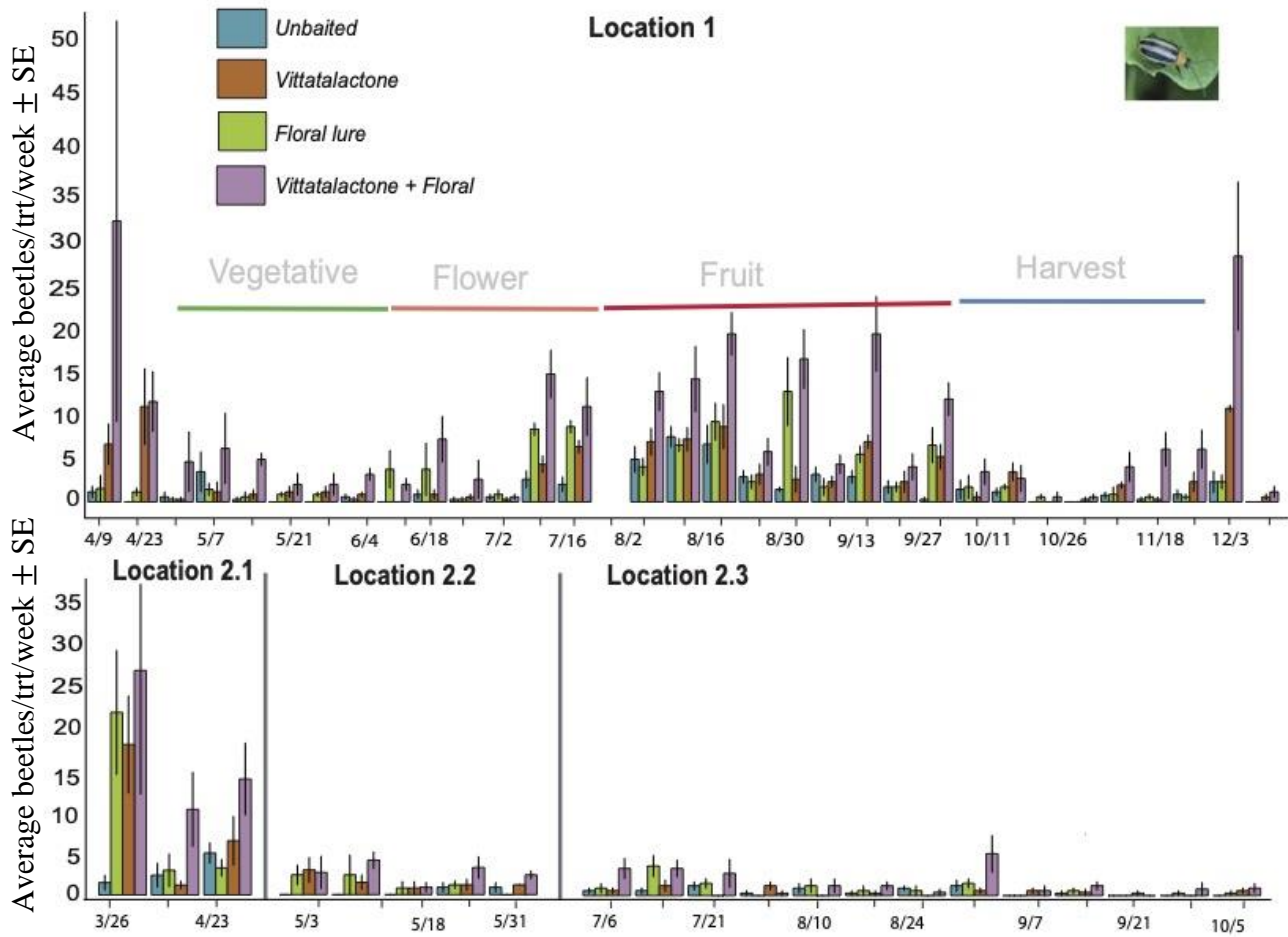 Location 1
Unbaited
Vittatalactone
Floral lure
Vittatalactone + Floral
Average beetles/trt/week ± SE
50
45
40
35
30
25
20
15
10
5
0
Vegetative
Flower
Fruit
Harvest
4/9 4/23 5/7 5/21 6/4 6/18 7/2 7/16 8/2 8/16 8/30 9/13 9/27 10/11 10/26 11/18 12/3
Location 2.1 Location 2.2 Location 2.3
Average beetles/trt/week ± SE
35
30
25
20
15
10
5
0
3/26 4/23 5/3 5/18 5/31 7/6 7/21 8/10 8/24 9/7 9/21 10/5